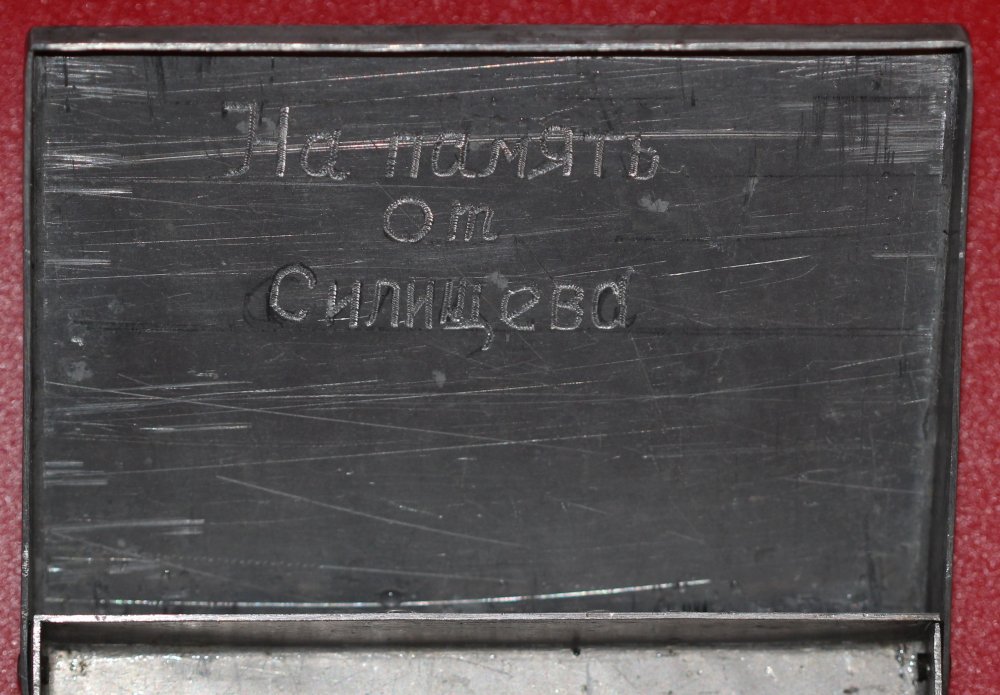 На память
от
Силищева